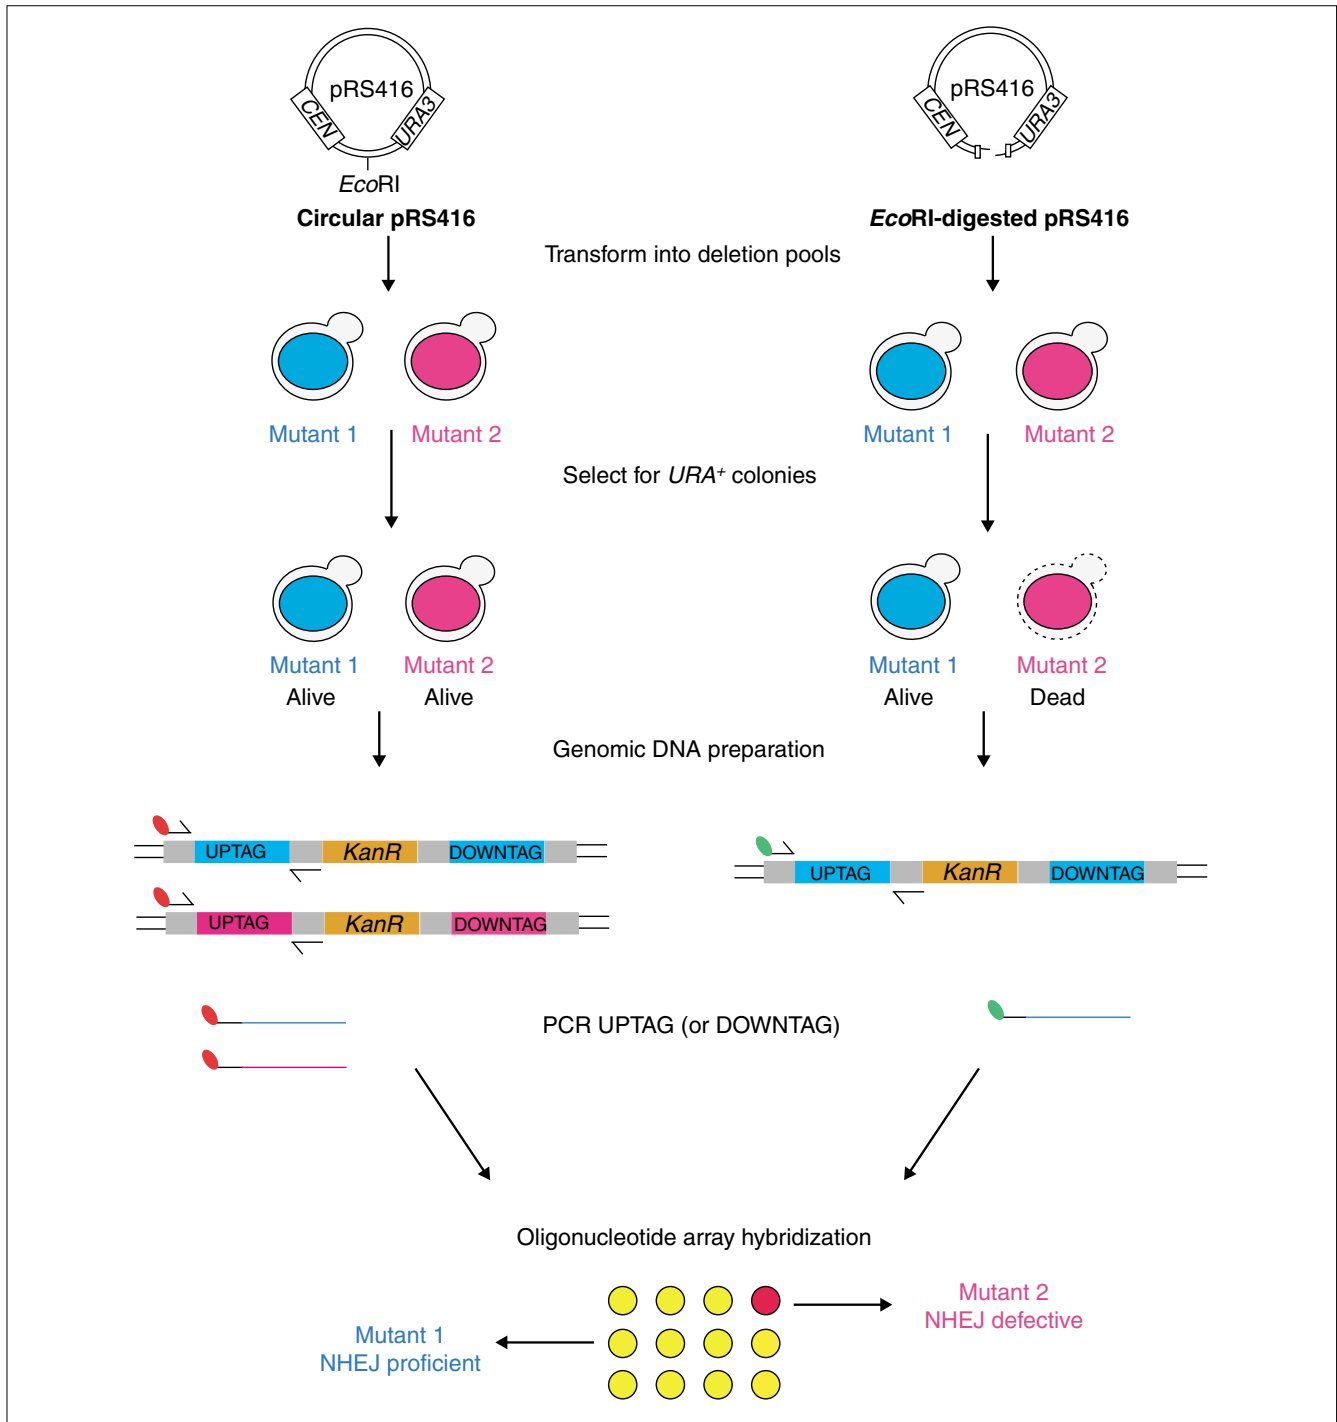 pRS416
CEN
URA3
EcoRI
Circular pRS416
pRS416
CEN
URA3
EcoRI-digested pRS416
Transform into deletion pools
Mutant 1
Mutant 2
Mutant 1
Mutant 2
Select for URA+ colonies
Mutant 1
Alive
Mutant 2
Alive
Mutant 1
Alive
Mutant 2
Dead
Genomic DNA preparation
UPTAG KanR DOWNTAG
UPTAG KanR DOWNTAG
UPTAG KanR DOWNTAG
PCR UPTAG (or DOWNTAG)
Oligonucleotide array hybridization
Mutant 2
NHEJ defective
Mutant 1
NHEJ proficient